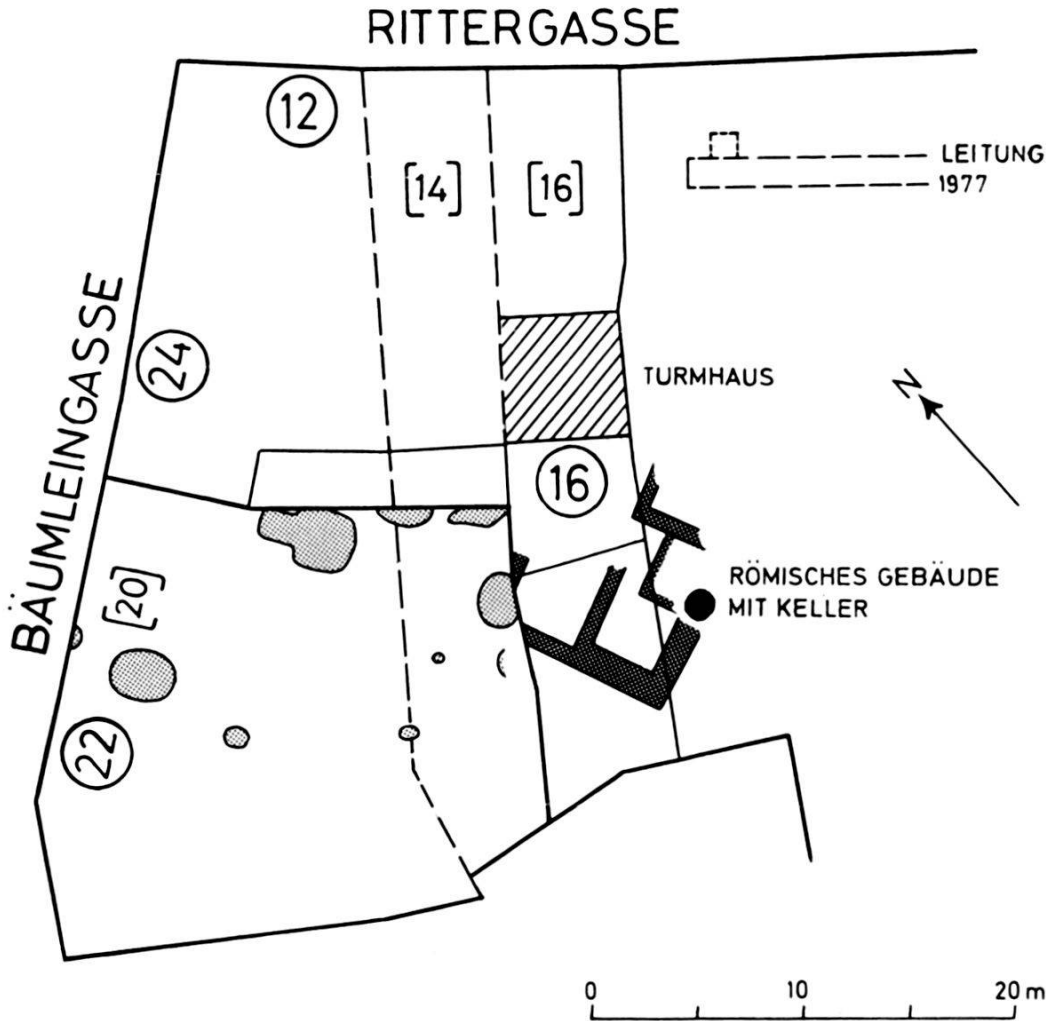 RITTERGASSE
12
[14]
[16]
LEITUNG
1977
BÄUMLEINGASSE
24
TURMHAUS
N
16
[20]
RÖMISCHES GEBÄUDE
MIT KELLER
22
0 10 20 m